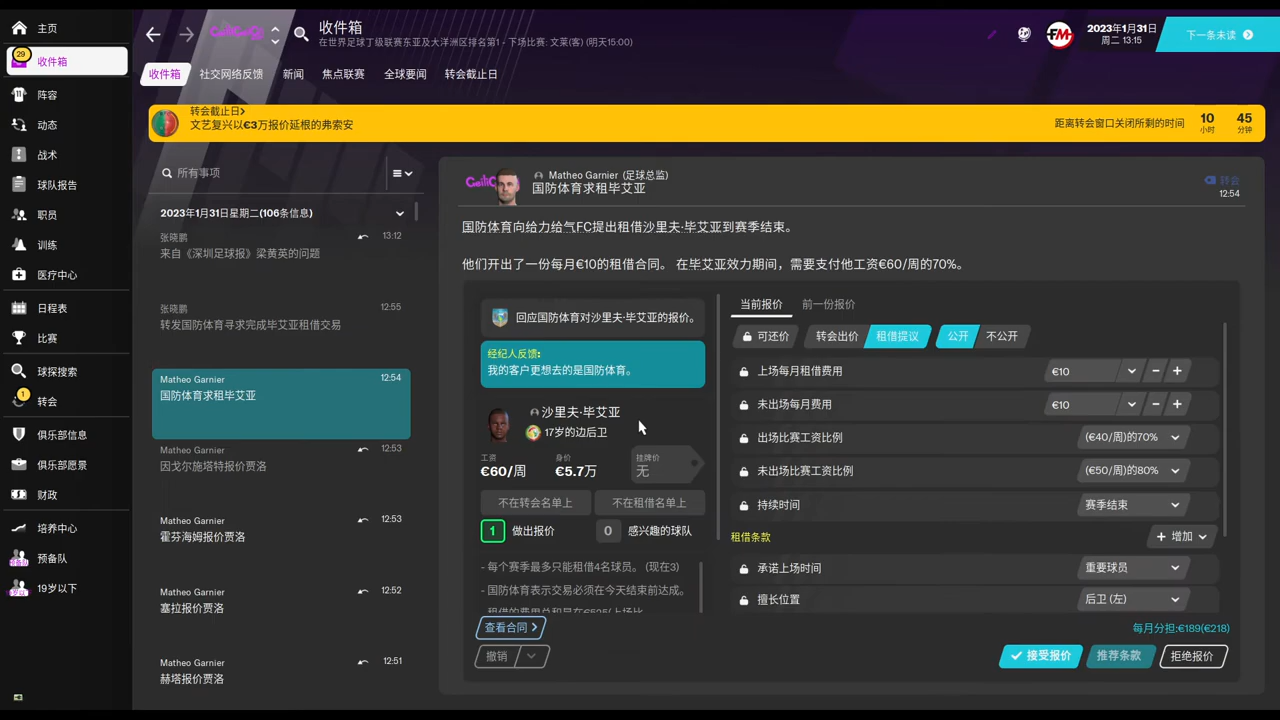 主页
29
收件箱
阵容
动态
战术
球队报告
职员
训练
医疗中心
日程表
比赛
球探搜索
1
转会
俱乐部信息
俱乐部愿景
财政
培养中心
预备队
19岁以下
收件箱
在世界足球丁级联赛东亚及大洋洲区排名第1 - 下场比赛: 文莱(客) (明天15:00)
FM
2023年1月31日
周二 13:15
下一条未读
收件箱 社交网络反馈 新闻 焦点联赛 全球要闻 转会截止日
转会截止日>
文艺复兴以€3万报价延根的弗索安
距离转会窗口关闭所剩的时间
10
小时
45
分钟
所有事项
2023年1月31日星期二(106条信息)
张晓鹏 13:12
来自《深圳足球报》梁黄英的问题
张晓鹏 12:55
转发国防体育寻求完成毕艾亚租借交易
Matheo Garnier 12:54
国防体育求租毕艾亚
Matheo Garnier 12:53
因戈尔施塔特报价贾洛
Matheo Garnier 12:53
霍芬海姆报价贾洛
Matheo Garnier 12:52
塞拉报价贾洛
Matheo Garnier 12:51
赫塔报价贾洛
Matheo Garnier (足球总监)
国防体育求租毕艾亚
转会
12:54
国防体育向给力给气FC提出租借沙里夫·毕艾亚到赛季结束。
他们开出了一份每月€10的租借合同。 在毕艾亚效力期间，需要支付他工资€60/周的70%。
回应国防体育对沙里夫·毕艾亚的报价。
经纪人反馈:
我的客户更想去的是国防体育。
沙里夫·毕艾亚
17岁的边后卫
工资 身价 挂牌价
€60/周 €5.7万 无
不在转会名单上 不在租借名单上
1 做出报价 0 感兴趣的球队
- 每个赛季最多只能租借4名球员。 (现在3)
- 国防体育表示交易必须在今天结束前达成。
查看合同
撤销
当前报价 前一份报价
可还价 转会出价 租借提议 公开 不公开
上场每月租借费用 €10
未出场每月费用 €10
出场比赛工资比例 (€40/周)的70%
未出场比赛工资比例 (€50/周)的80%
持续时间 赛季结束
租借条款 + 增加
承诺上场时间 重要球员
擅长位置 后卫 (左)
每月分担:€189(€218)
接受报价 推荐条款 拒绝报价